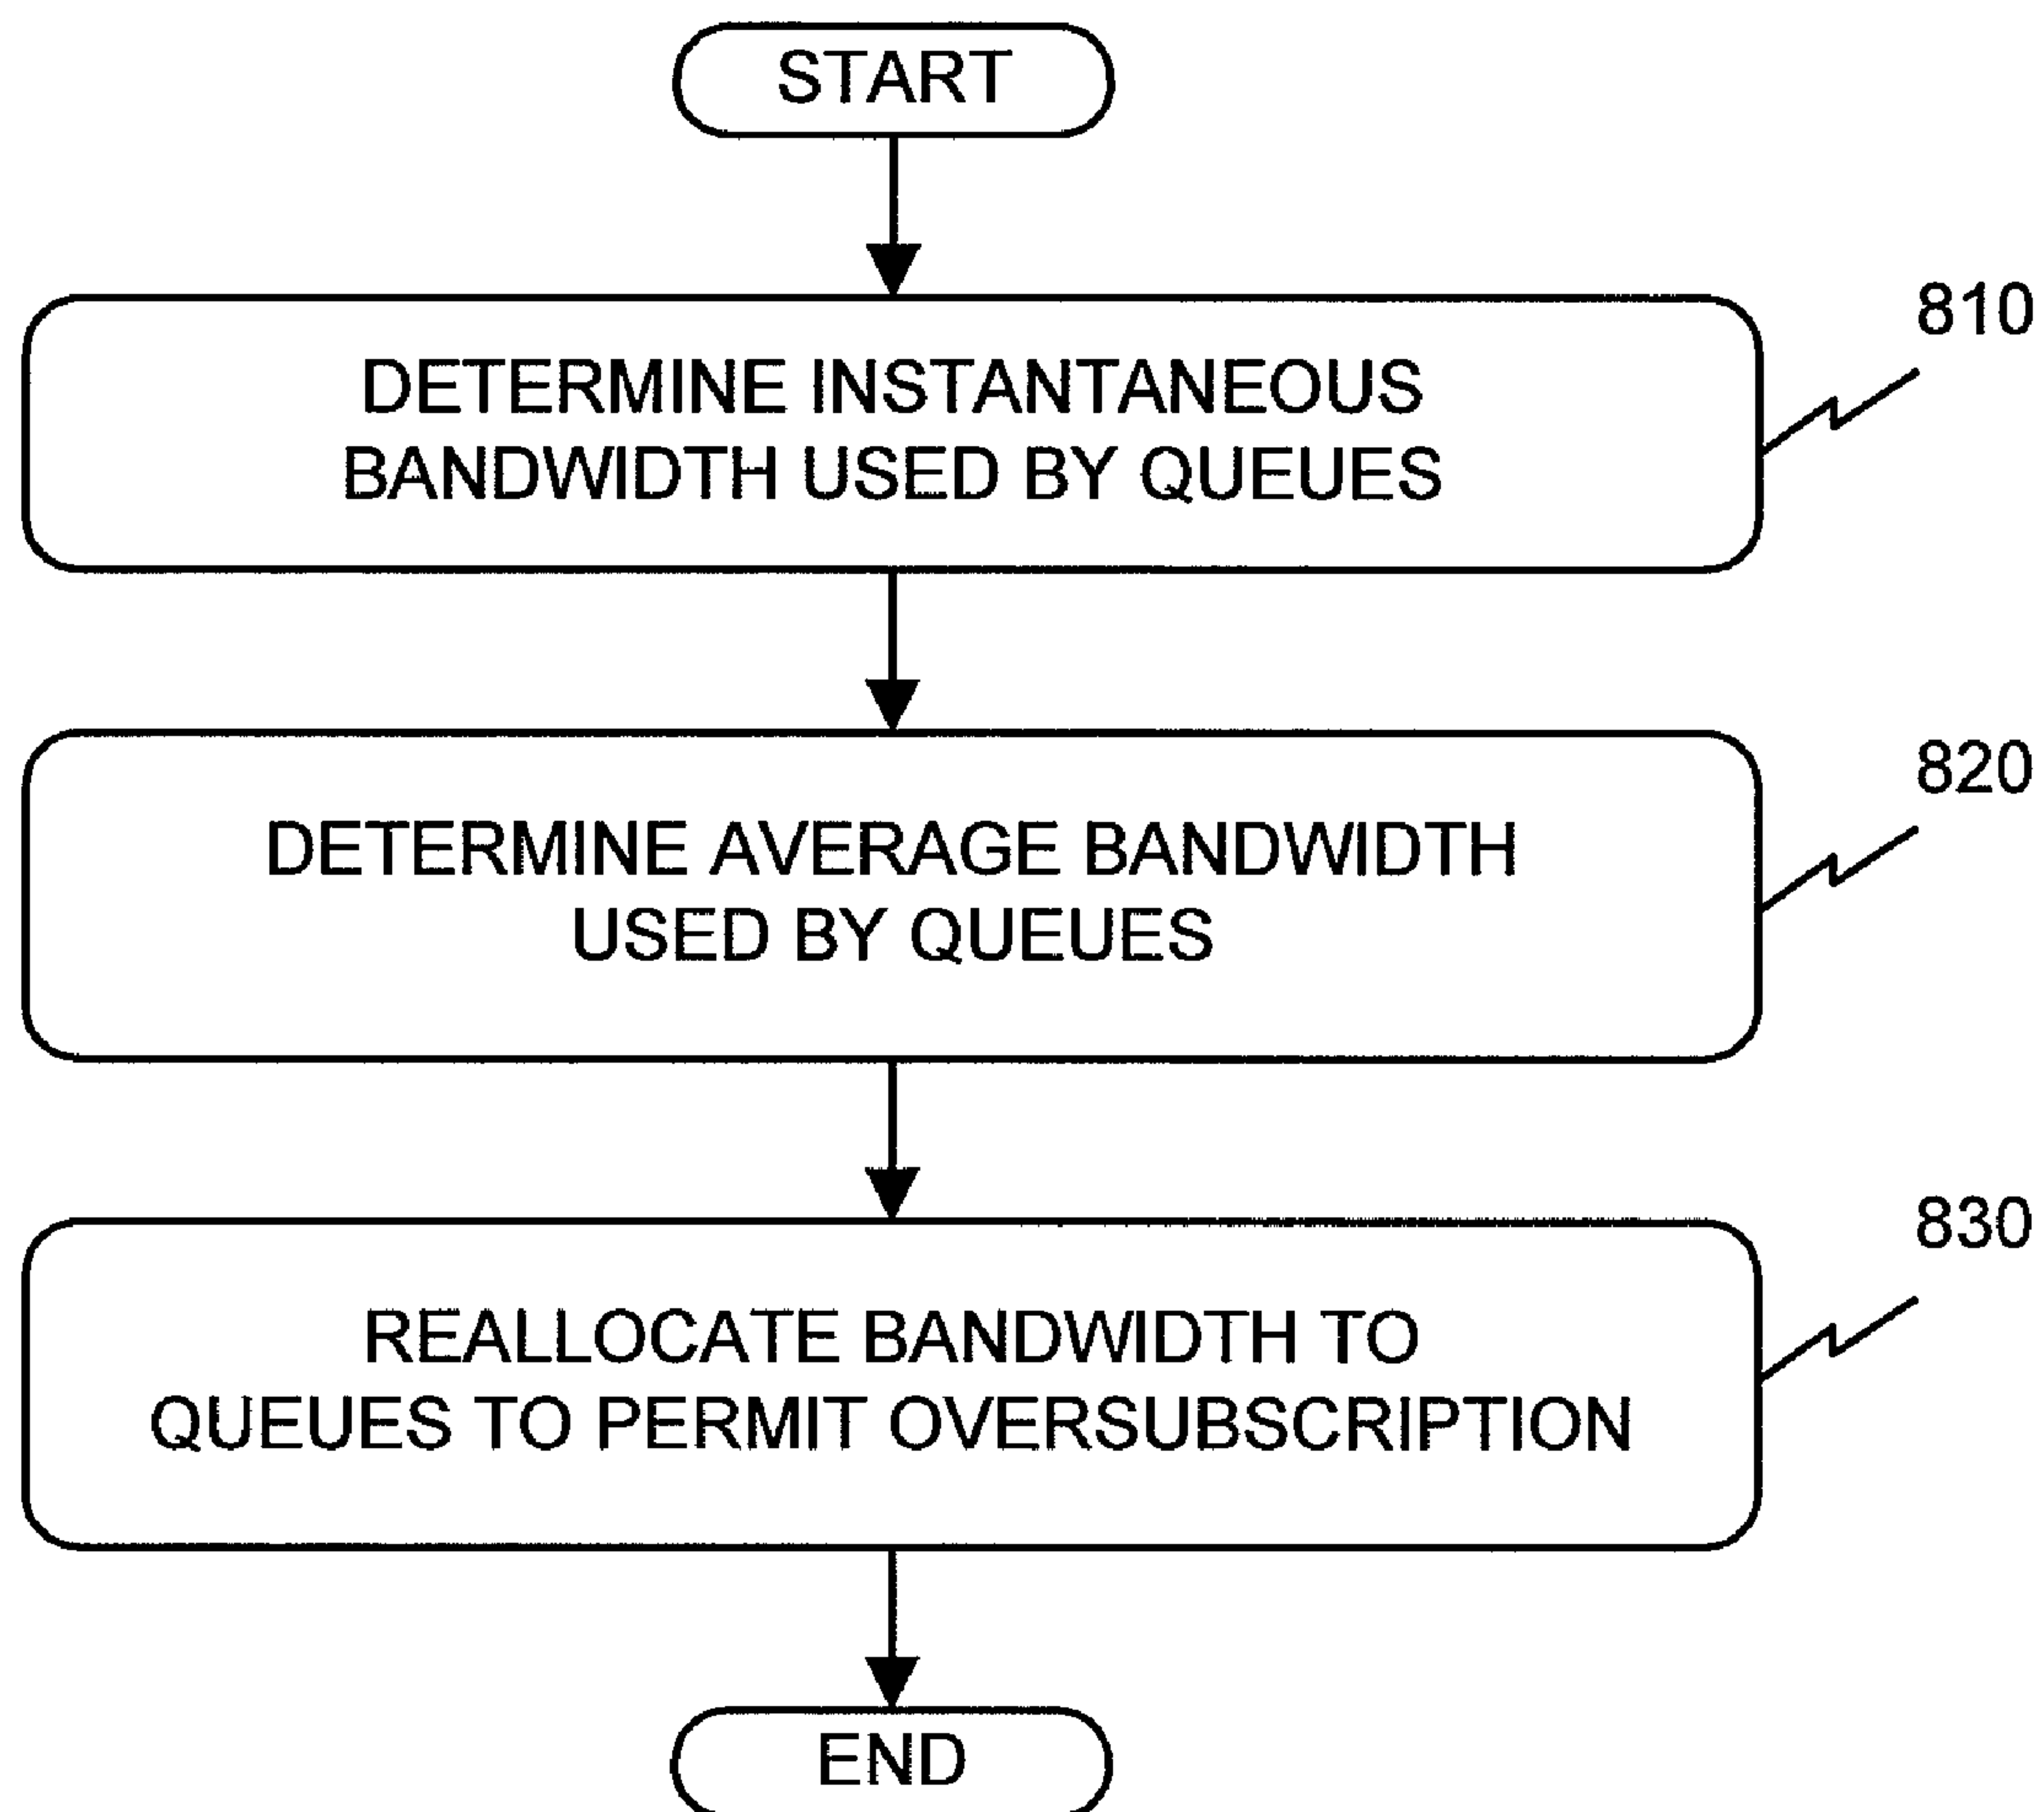 START
810
DETERMINE INSTANTANEOUS
BANDWIDTH USED BY QUEUES
820
DETERMINE AVERAGE BANDWIDTH
USED BY QUEUES
830
REALLOCATE BANDWIDTH TO
QUEUES TO PERMIT OVERSUBSCRIPTION
END